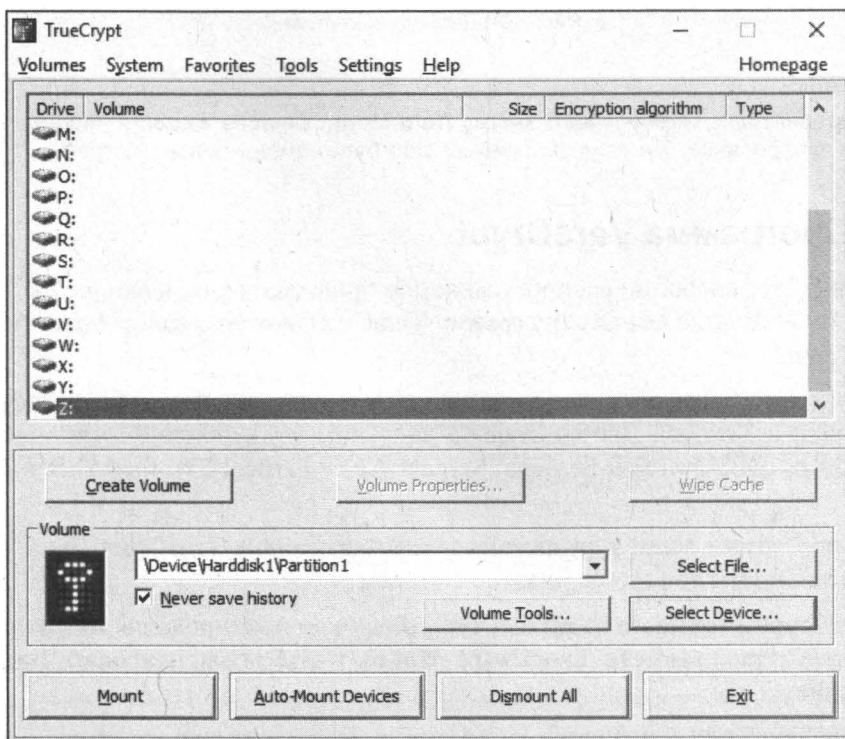 TrueCrypt
Volumes System Favorites Tools Settings Help Homepage
Drive Volume Size Encryption algorithm Type
M:
N:
O:
P:
Q:
R:
S:
T:
U:
V:
W:
X:
Y:
Z:
Create Volume Volume Properties... Wipe Cache
Volume
\Device\Harddisk1\Partition1 Select File...
Never save history Volume Tools... Select Device...
Mount Auto-Mount Devices Dismount All Exit